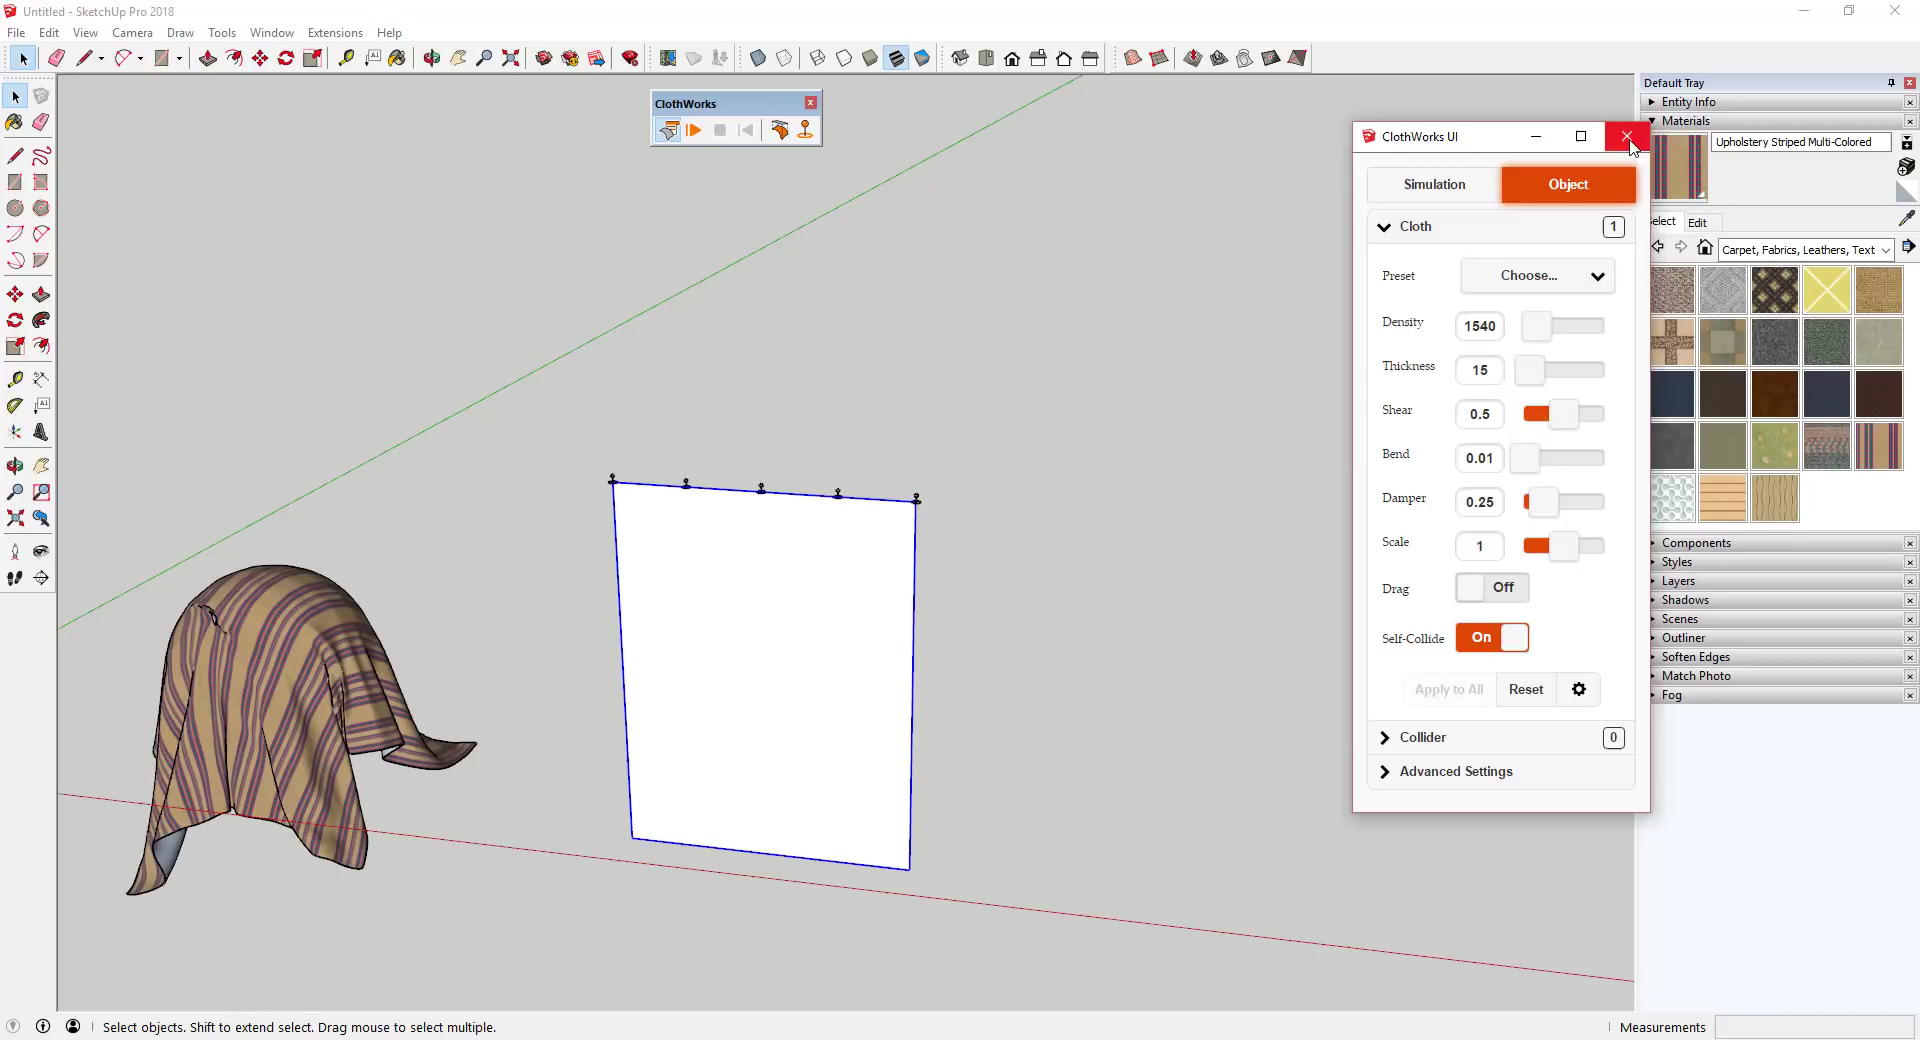 Untitled - SketchUp Pro 2018
File Edit View Camera Draw Tools Window Extensions Help
ClothWorks
ClothWorks UI
Simulation Object
Cloth 1
Preset Choose...
Density 1540
Thickness 15
Shear 0.5
Bend 0.01
Damper 0.25
Scale 1
Drag Off
Self-Collide On
Apply to All Reset
Collider 0
Advanced Settings
Default Tray
Entity Info
Materials
Upholstery Striped Multi-Colored
elect Edit
Carpet, Fabrics, Leathers, Text
Components
Styles
Layers
Shadows
Scenes
Outliner
Soften Edges
Match Photo
Fog
Select objects. Shift to extend select. Drag mouse to select multiple.
Measurements